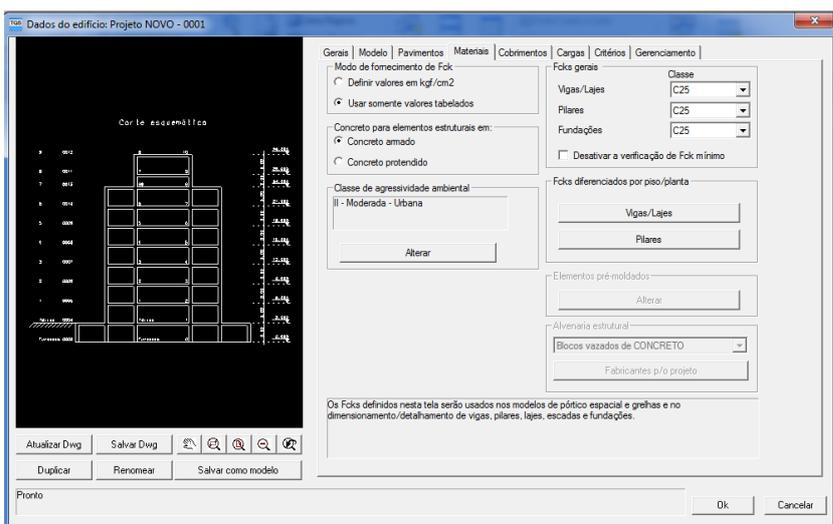 TQS Dados do edifício: Projeto NOVO - 0001
Gerais Modelo Pavimentos Materiais Cobrimentos Cargas Critérios Gerenciamento
Modo de fornecimento de Fck
Definir valores em kgf/cm2
Usar somente valores tabelados
Concreto para elementos estruturais em:
Concreto armado
Concreto protendido
Classe de agressividade ambiental
II - Moderada - Urbana
Alterar
Fcks gerais
Classe
Vigas/Lajes C25
Pilares C25
Fundações C25
Desativar a verificação de Fck mínimo
Fcks diferenciados por piso/planta
Vigas/Lajes
Pilares
Elementos pré-moldados
Alterar
Alvenaria estrutural
Blocos vazados de CONCRETO
Fabricantes p/o projeto
Os Fcks definidos nesta tela serão usados nos modelos de pórtico espacial e grelhas e no
dimensionamento/detalhamento de vigas, pilares, lajes, escadas e fundações.
Corte esquemático
Atualizar Dwg Salvar Dwg
Duplicar Renomear Salvar como modelo
Pronto
Ok Cancelar